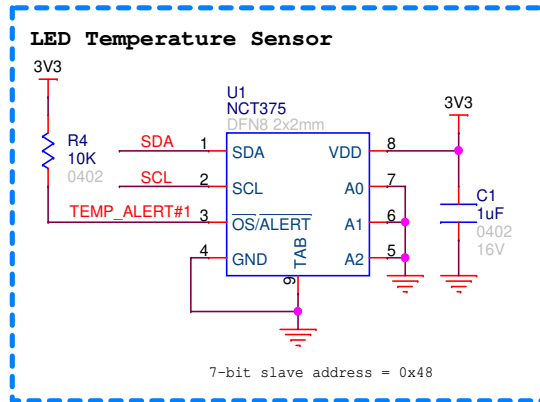 LED Temperature Sensor
3V3
R4
10K
0402
U1
NCT375
DFN8 2x2mm
SDA 1 SDA
SCL 2 SCL
TEMP_ALERT#1 3 OS/ALERT
4 GND
TAB
9
VDD 8
A0 7
A1 6
A2 5
3V3
C1
1uF
0402
16V
7-bit slave address = 0x48